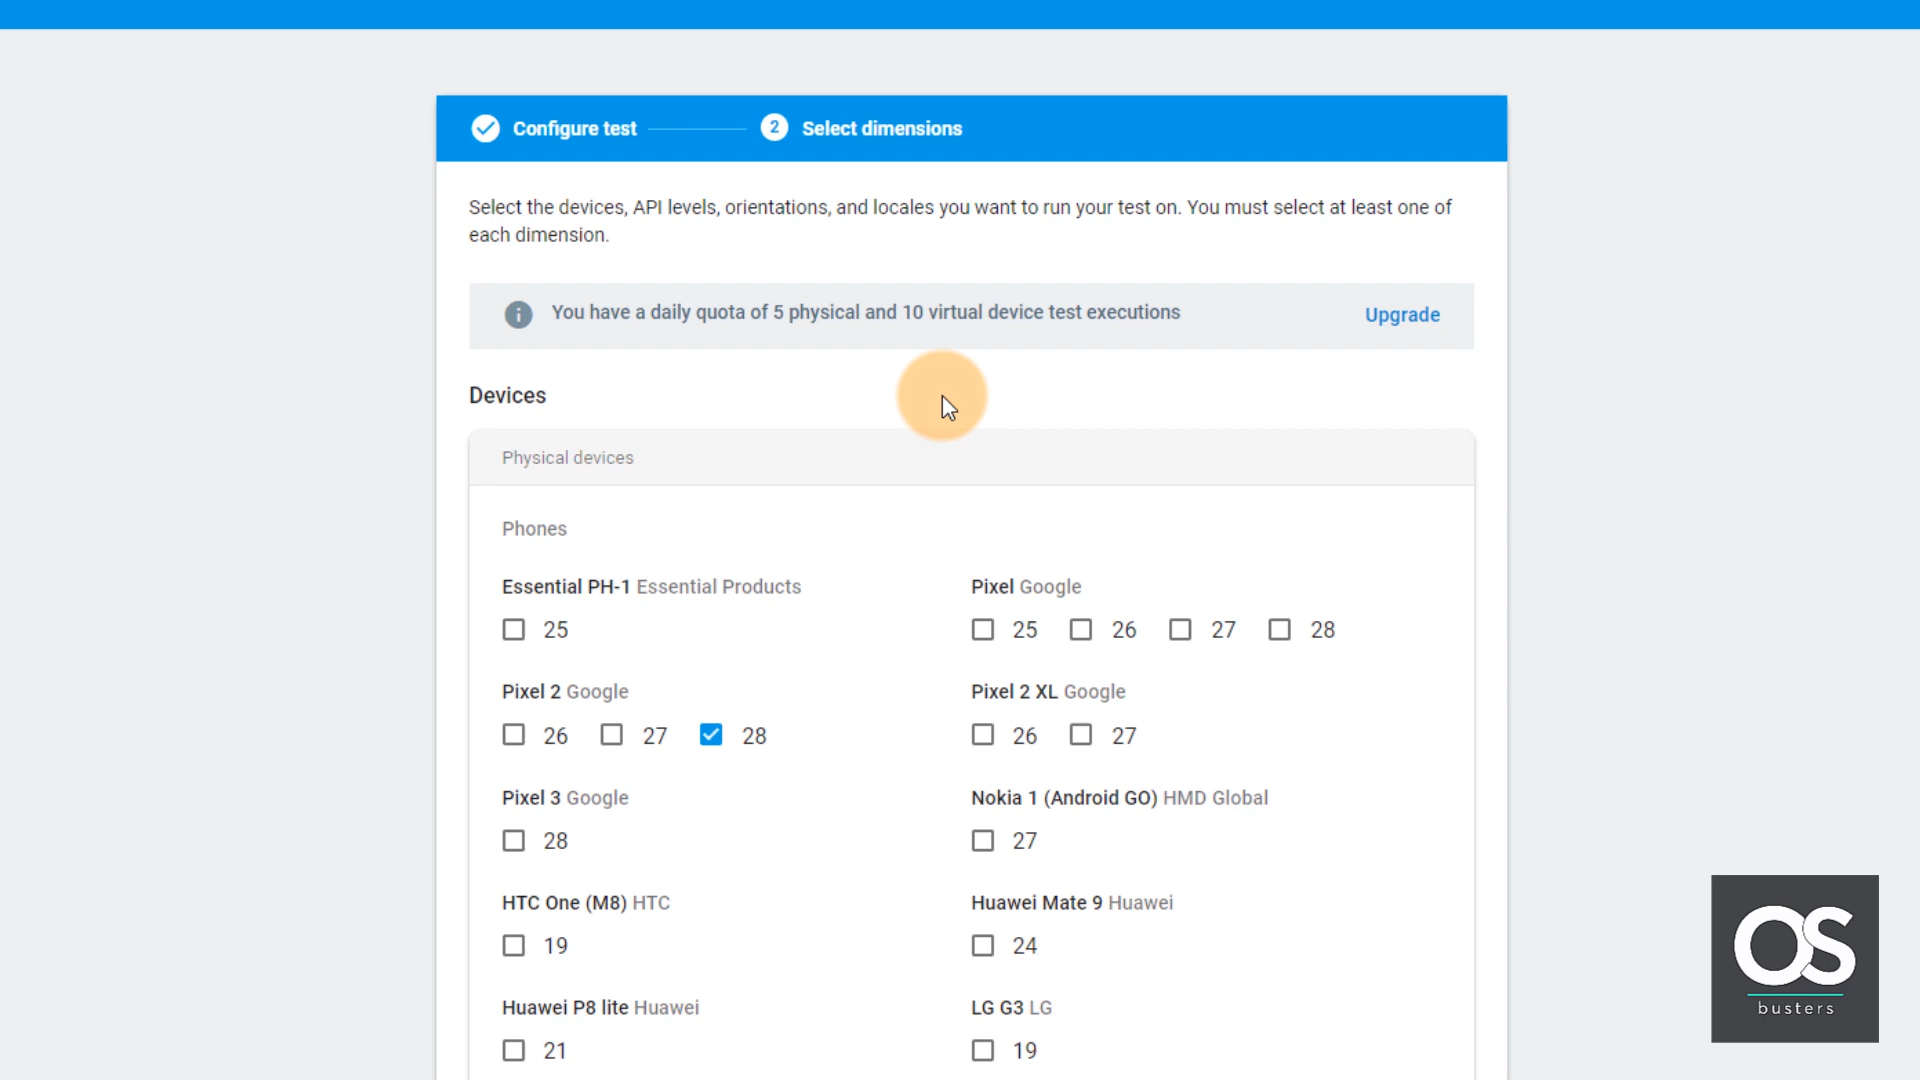 Configure test
2 Select dimensions
Select the devices, API levels, orientations, and locales you want to run your test on. You must select at least one of
each dimension.
You have a daily quota of 5 physical and 10 virtual device test executions Upgrade
Devices
Physical devices
Phones
Essential PH-1 Essential Products
25
Pixel Google
25 26 27 28
Pixel 2 Google
26 27 28
Pixel 2 XL Google
26 27
Pixel 3 Google
28
Nokia 1 (Android GO) HMD Global
27
HTC One (M8) HTC
19
Huawei Mate 9 Huawei
24
Huawei P8 lite Huawei
21
LG G3 LG
19
OS
busters